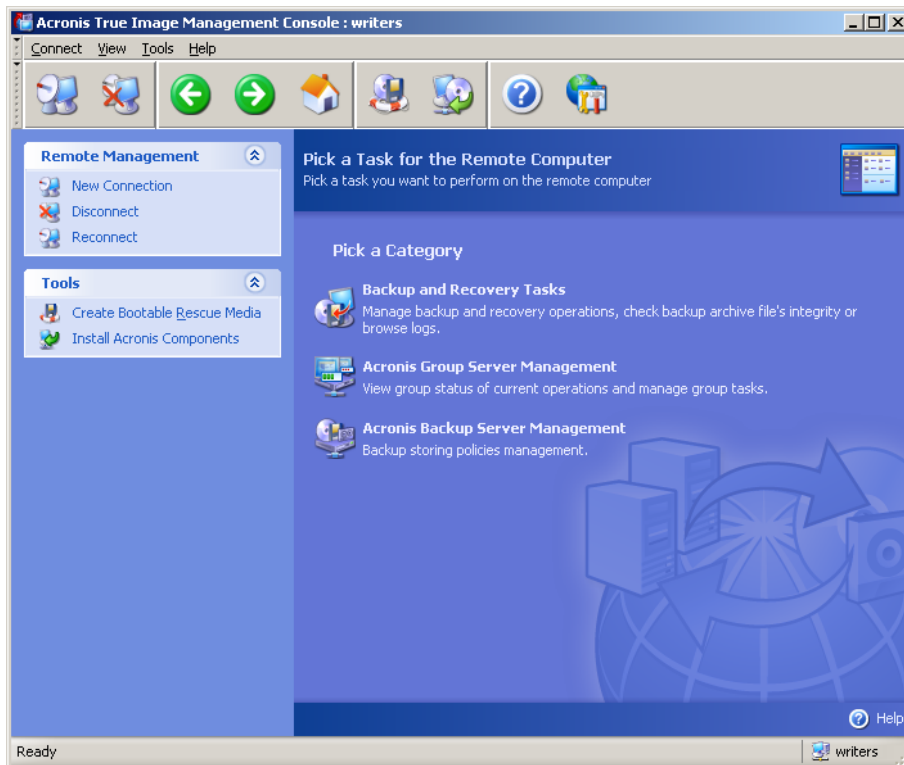 Acronis True Image Management Console : writers
Connect View Tools Help
Remote Management
New Connection
Disconnect
Reconnect
Tools
Create Bootable Rescue Media
Install Acronis Components
Pick a Task for the Remote Computer
Pick a task you want to perform on the remote computer
Pick a Category
Backup and Recovery Tasks
Manage backup and recovery operations, check backup archive file's integrity or
browse logs.
Acronis Group Server Management
View group status of current operations and manage group tasks.
Acronis Backup Server Management
Backup storing policies management.
Help
Ready
writers